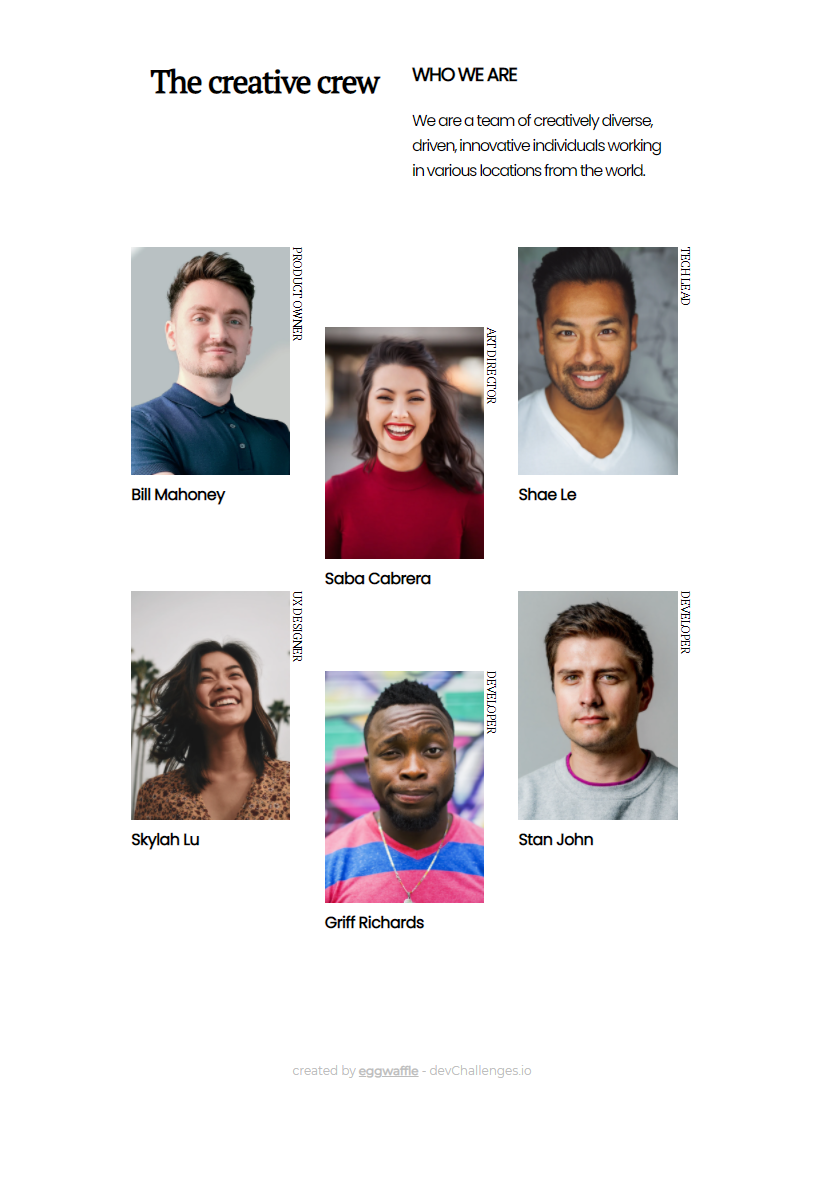 The creative crew
WHO WE ARE
We are a team of creatively diverse,
driven, innovative individuals working
in various locations from the world.
PRODUCT OWNER
Bill Mahoney
ART DIRECTOR
Saba Cabrera
TECH LEAD
Shae Le
UX DESIGNER
Skylah Lu
DEVELOPER
Griff Richards
DEVELOPER
Stan John
created by eggwaffle - devChallenges.io